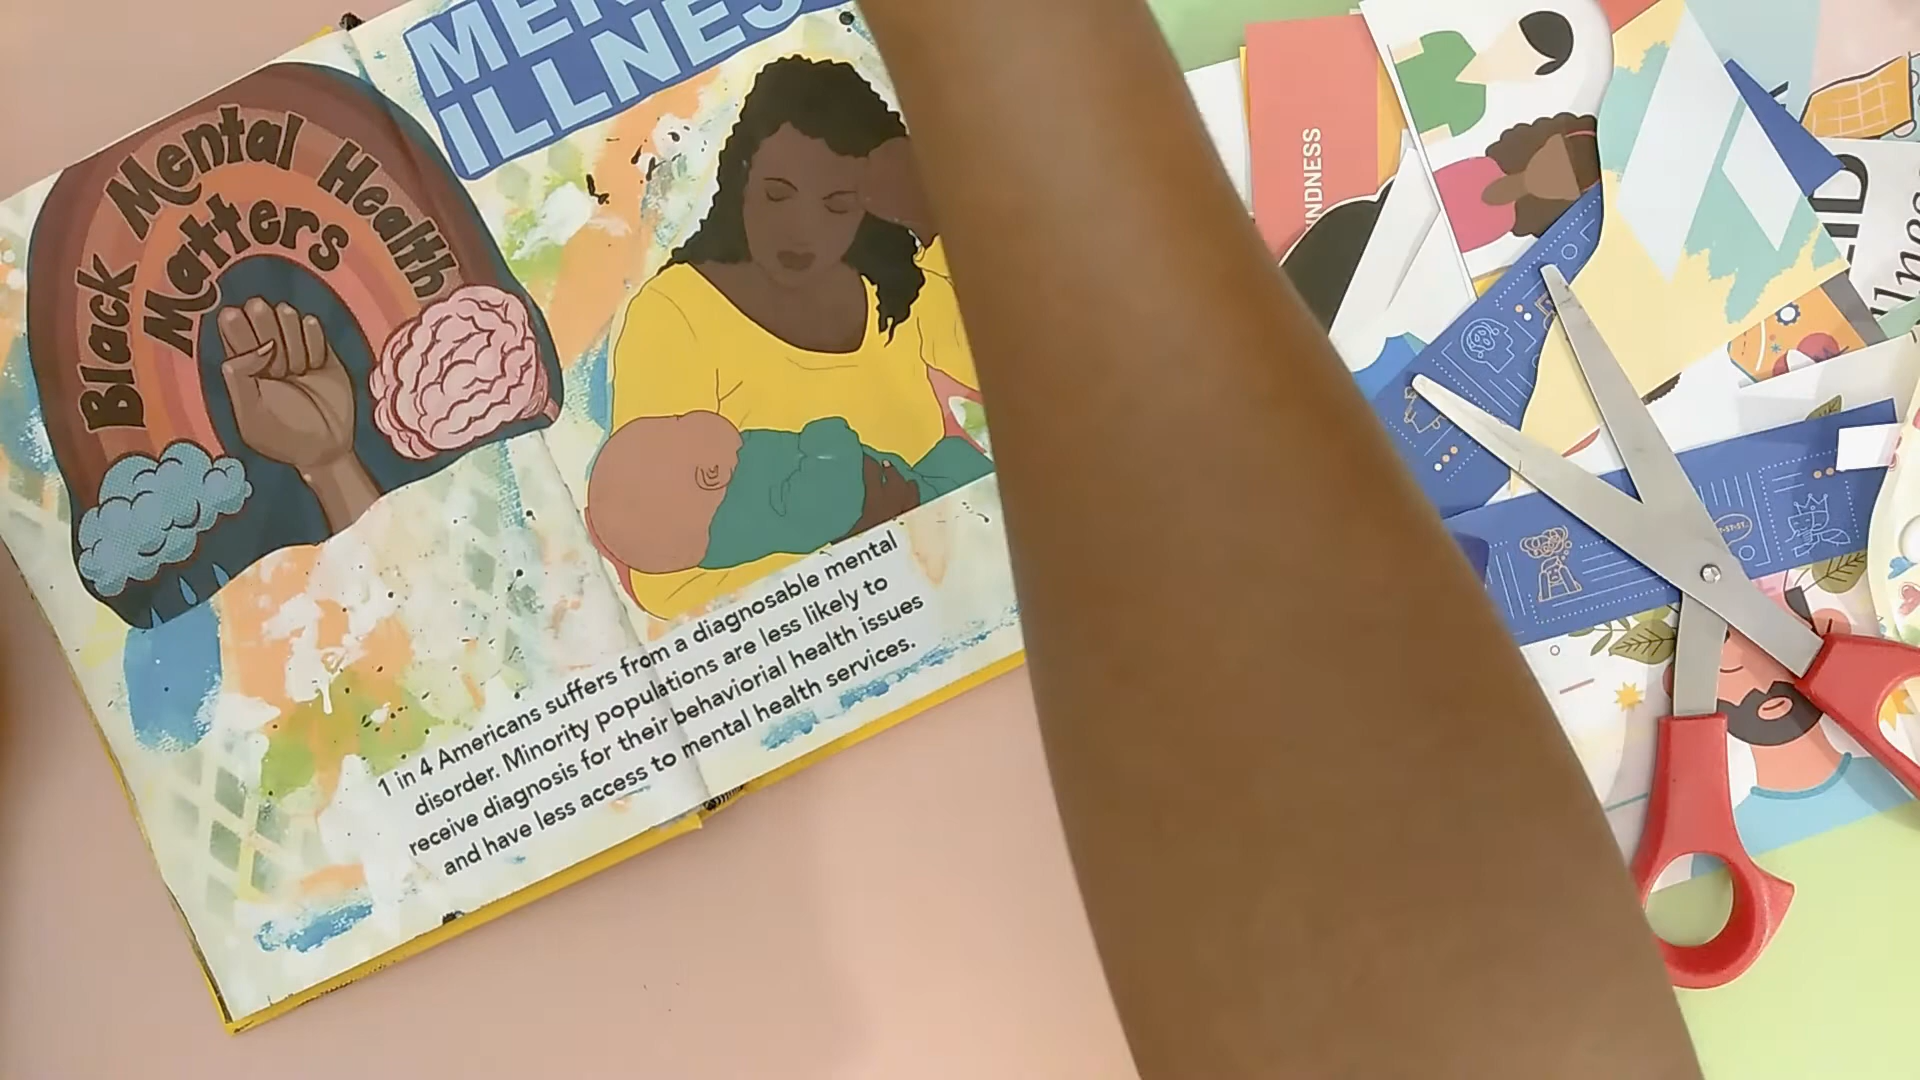 Black Mental Health
Matters
ILLNES
1 in 4 Americans suffers from a diagnosable mental
disorder. Minority populations are less likely to
receive diagnosis for their behaviorial health issues
and have less access to mental health services.
INDNESS